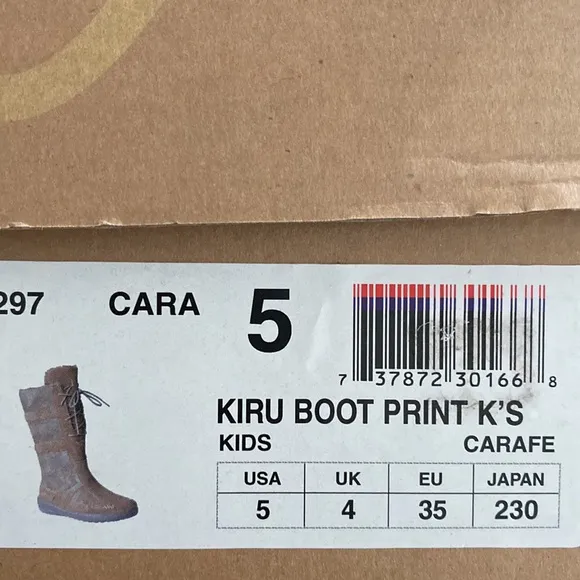 297 CARA 5
7 37872 30166 8
KIRU BOOT PRINT K'S
KIDS CARAFE
USA UK EU JAPAN
5 4 35 230